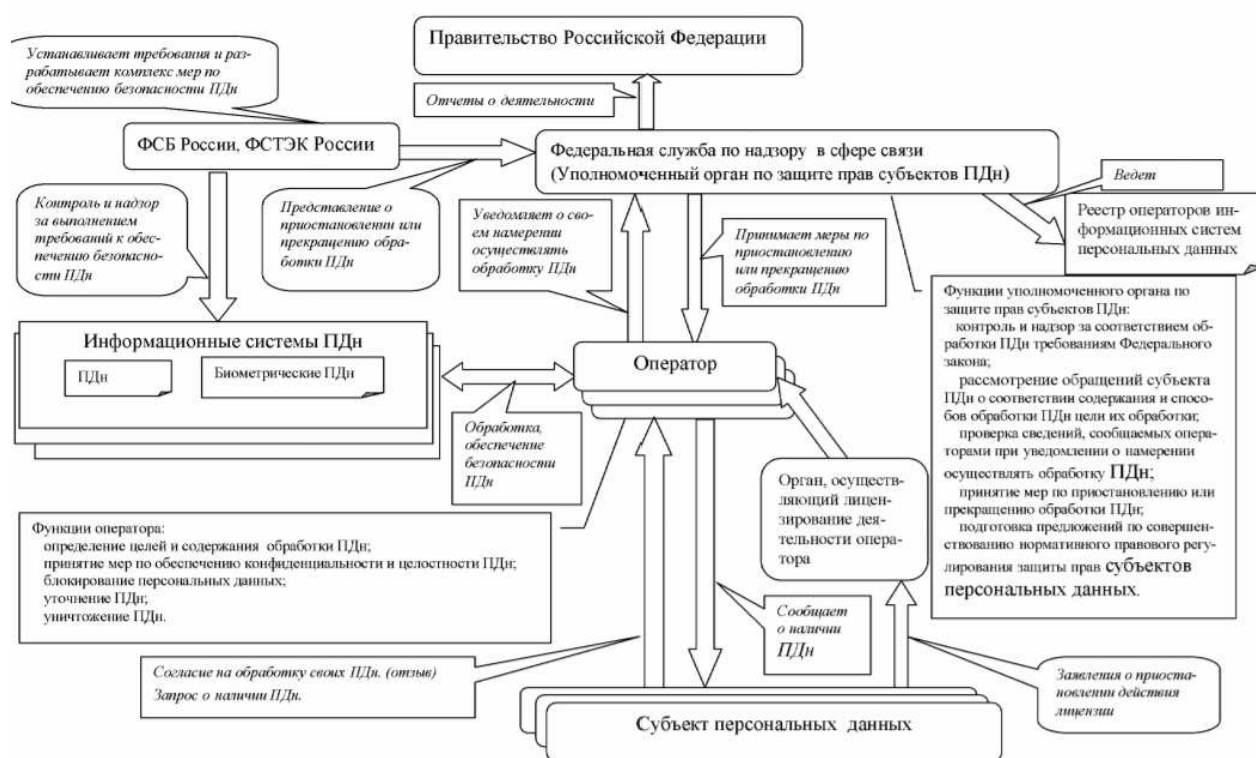 Правительство Российской Федерации
Устанавливает требования и раз-
рабатывает комплекс мер по
обеспечению безопасности ПДн
Отчеты о деятельности
ФСБ России, ФСТЭК России
Федеральная служба по надзору в сфере связи
(Уполномоченный орган по защите прав субъектов ПДн)
Ведет
Контроль и надзор
за выполнением
требований к обес-
печению безопасно-
сти ПДн
Представление о
приостановлении или
прекращению обра-
ботки ПДн
Уведомляет о сво-
ем намерении
осуществлять
обработку ПДн
Принимает меры по
приостановлению
или прекращению
обработки ПДн
Реестр операторов ин-
формационных систем
персональных данных
Функции уполномоченного органа по
защите прав субъектов ПДн:
контроль и надзор за соответствием об-
работки ПДн требованиям Федерального
закона;
рассмотрение обращений субъекта
ПДн о соответствии содержания и спосо-
бов обработки ПДн цели их обработки;
проверка сведений, сообщаемых опера-
торами при уведомлении о намерении
осуществлять обработку ПДн;
принятие мер по приостановлению или
прекращению обработки ПДн;
подготовка предложений по совершен-
ствованию нормативного правового регу-
лирования защиты прав субъектов
персональных данных.
Информационные системы ПДн
ПДн
Биометрические ПДн
Оператор
Обработка,
обеспечение
безопасности
ПДн
Орган, осущест-
вляющий лицен-
зирование дея-
тельности опера-
тора
Функции оператора:
определение целей и содержания обработки ПДн;
принятие мер по обеспечению конфиденциальности и целостности ПДн;
блокирование персональных данных;
уточнение ПДн;
уничтожение ПДн.
Сообщает
о наличии
ПДн
Согласие на обработку своих ПДн. (отзыв)
Запрос о наличии ПДн.
Заявления о приоста-
новлении действия
лицензии
Субъект персональных данных